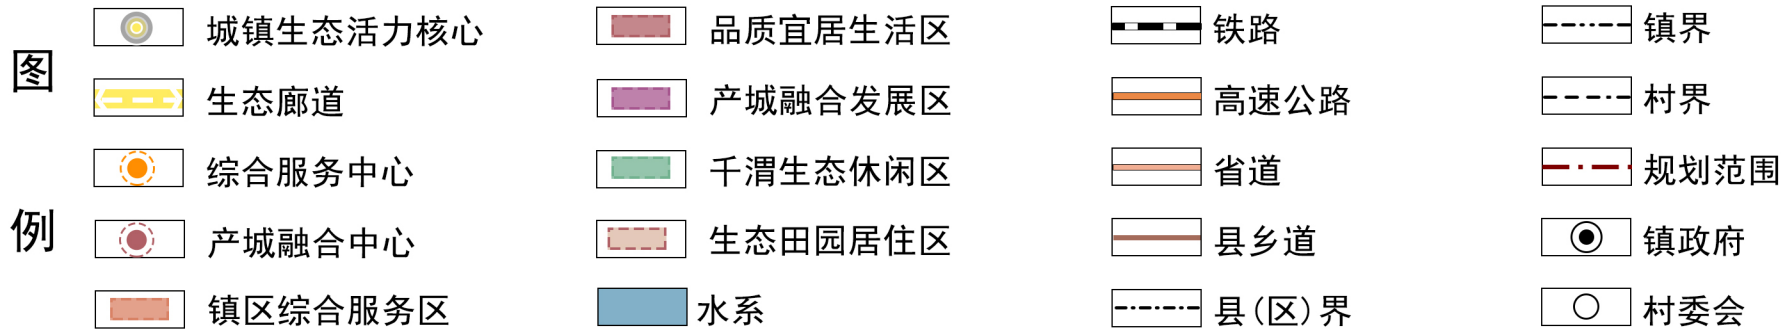 图例
城镇生态活力核心
生态廊道
综合服务中心
产城融合中心
镇区综合服务区
品质宜居生活区
产城融合发展区
千渭生态休闲区
生态田园居住区
水系
铁路
高速公路
省道
县乡道
县(区)界
镇界
村界
规划范围
镇政府
村委会